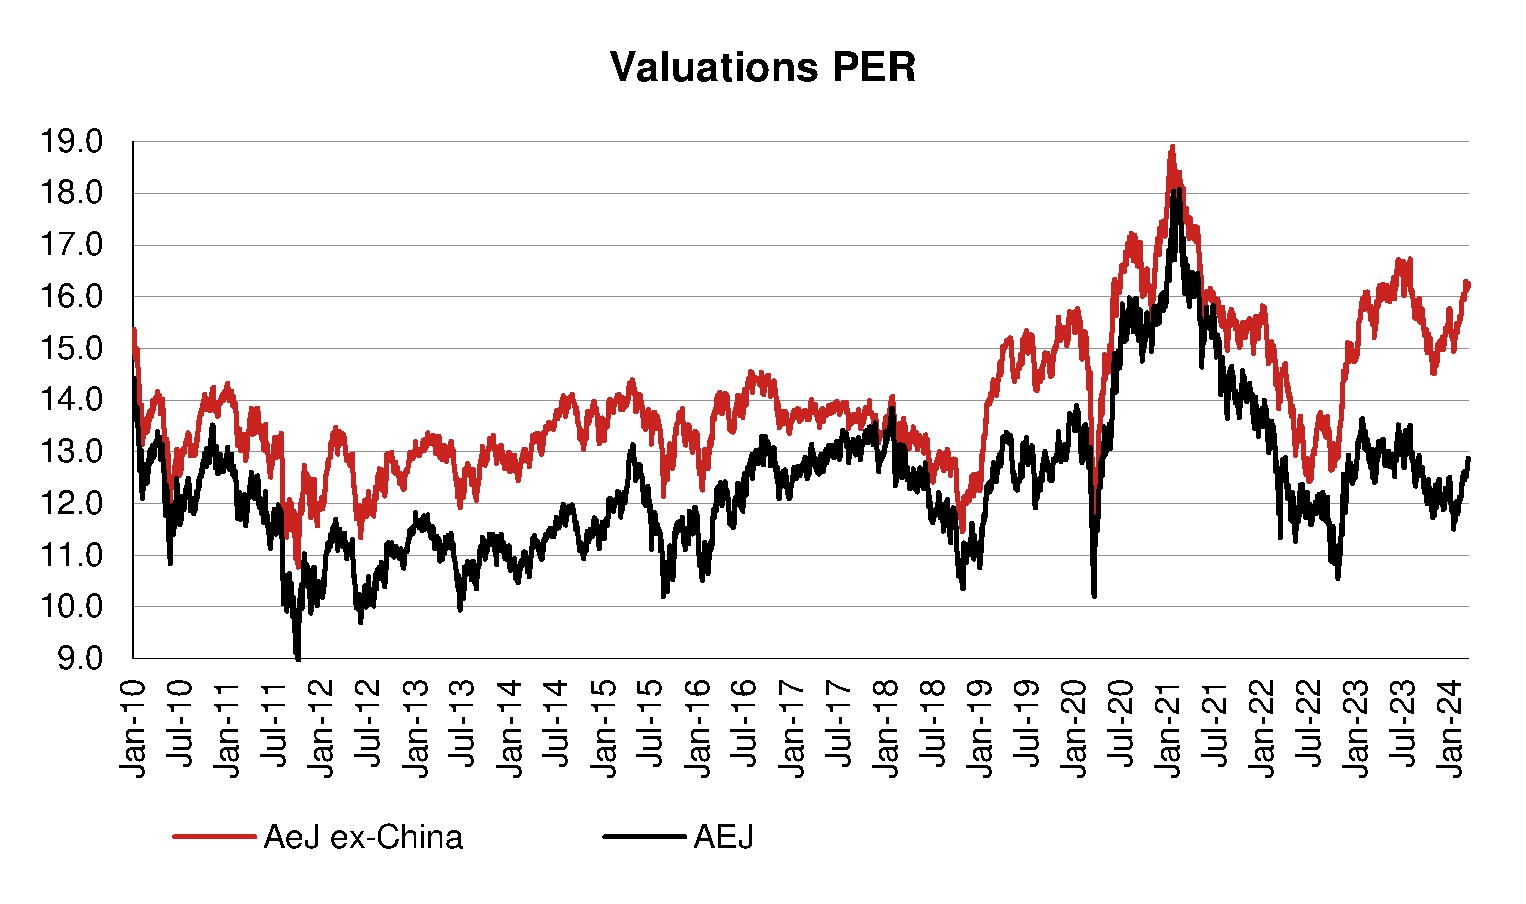 Valuations PER
19.0
18.0
17.0
16.0
15.0
14.0
13.0
12.0
11.0
10.0
9.0
Jan-10
Jul-10
Jan-11
Jul-11
Jan-12
Jul-12
Jan-13
Jul-13
Jan-14
Jul-14
Jan-15
Jul-15
Jan-16
Jul-16
Jan-17
Jul-17
Jan-18
Jul-18
Jan-19
Jul-19
Jan-20
Jul-20
Jan-21
Jul-21
Jan-22
Jul-22
Jan-23
Jul-23
Jan-24
AeJ ex-China
AEJ